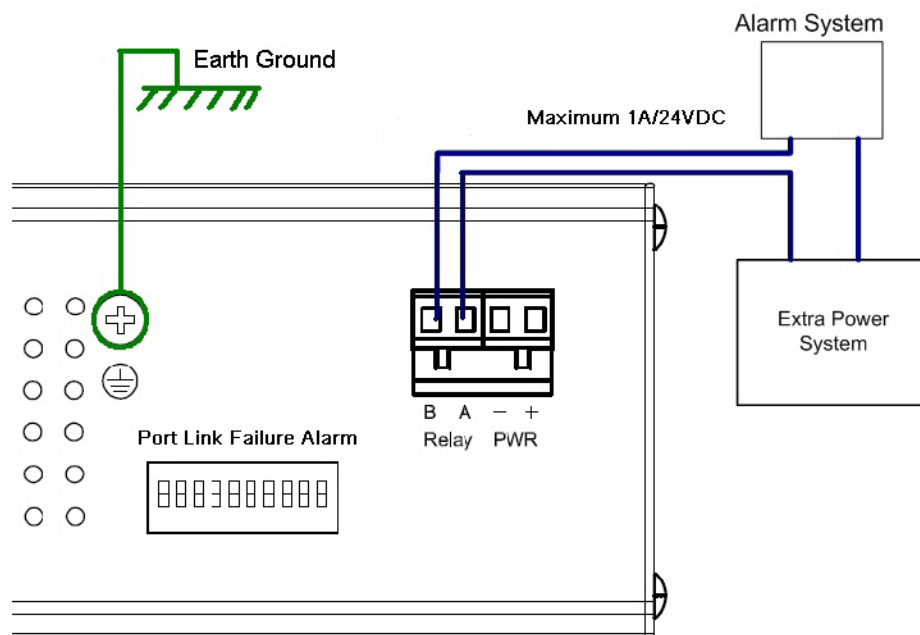 Alarm System
Earth Ground
Maximum 1A/24VDC
Extra Power
System
B A − +
Relay PWR
Port Link Failure Alarm